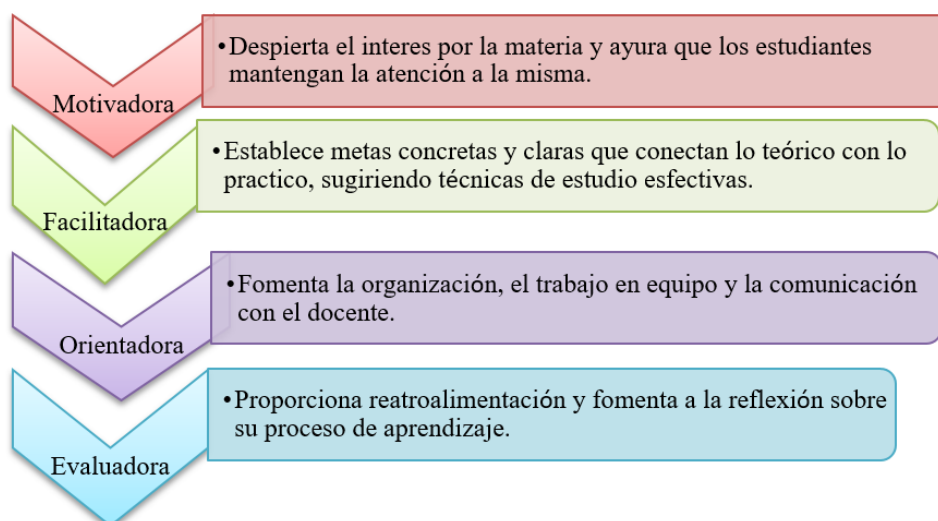 Motivadora
•Despierta el interes por la materia y ayura que los estudiantes
mantengan la atención a la misma.
Facilitadora
•Establece metas concretas y claras que conectan lo teórico con lo
practico, sugiriendo técnicas de estudio esfectivas.
Orientadora
•Fomenta la organización, el trabajo en equipo y la comunicación
con el docente.
Evaluadora
•Proporciona reatroalimentación y fomenta a la reflexión sobre
su proceso de aprendizaje.